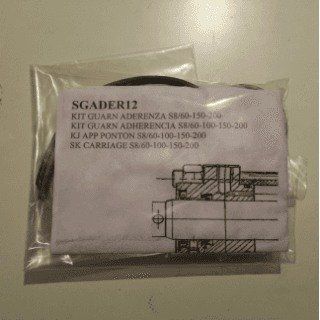 SGADER12
KIT GUARN ADERENZA S8/60-150-200
KIT GUARN ADHERENCIA S8/60-100-150-200
KJ APP PONTON S8/60-100-150-200
SK CARRIAGE S8/60-100-150-200